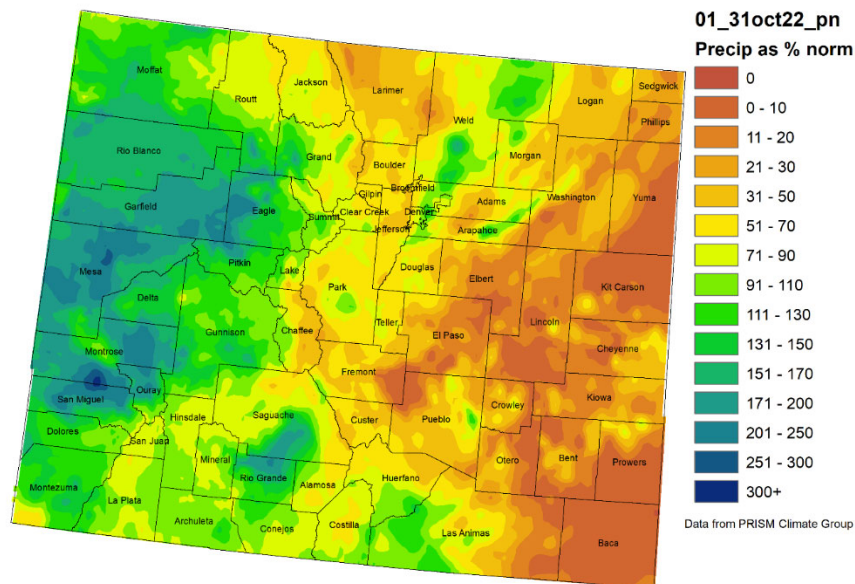 01_31oct22_pn
Precip as % norm
0
0 - 10
11 - 20
21 - 30
31 - 50
51 - 70
71 - 90
91 - 110
111 - 130
131 - 150
151 - 170
171 - 200
201 - 250
251 - 300
300+
Data from PRISM Climate Group
Moffat
Routt
Jackson
Larimer
Weld
Logan
Sedgwick
Phillips
Rio Blanco
Grand
Boulder
Morgan
Washington
Yuma
Garfield
Eagle
Summit
Gilpin
Clear Creek
Broomfield
Denver
Jefferson
Adams
Arapahoe
Mesa
Pitkin
Lake
Park
Douglas
Elbert
Kit Carson
Delta
Gunnison
Chaffee
Teller
El Paso
Lincoln
Cheyenne
Montrose
Ouray
San Miguel
Fremont
Hinsdale
Saguache
Custer
Pueblo
Crowley
Kiowa
Dolores
San Juan
Mineral
Rio Grande
Alamosa
Huerfano
Otero
Bent
Prowers
Montezuma
La Plata
Archuleta
Conejos
Costilla
Las Animas
Baca